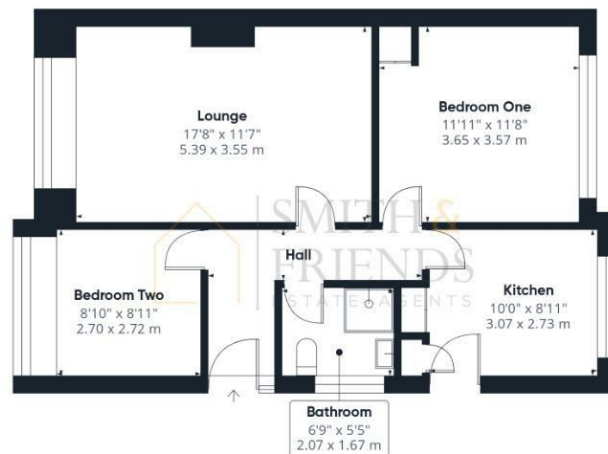 Lounge
17'8" x 11'7"
5.39 x 3.55 m
Bedroom One
11'11" x 11'8"
3.65 x 3.57 m
SMITH &
FRIENDS
ESTATE AGENTS
Hall
Bedroom Two
8'10" x 8'11"
2.70 x 2.72 m
Kitchen
10'0" x 8'11"
3.07 x 2.73 m
Bathroom
6'9" x 5'5"
2.07 x 1.67 m